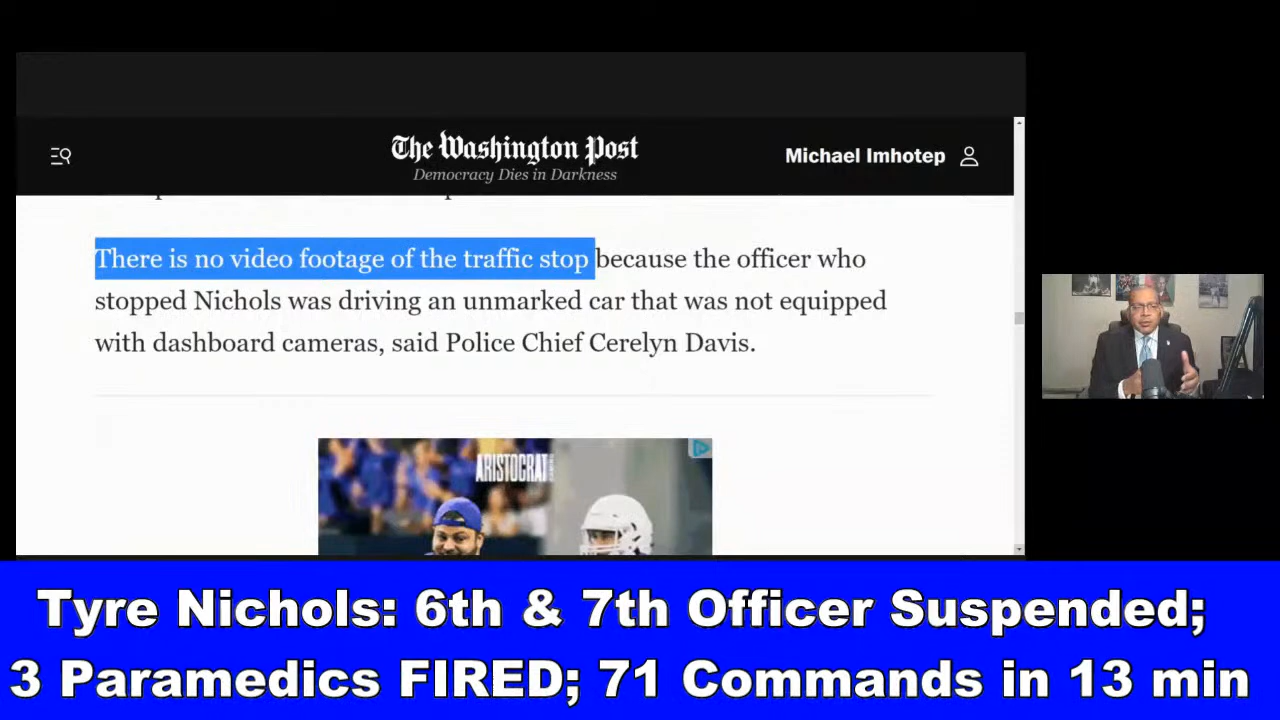 The Washington Post
Democracy Dies in Darkness
Michael Imhotep
There is no video footage of the traffic stop because the officer who
stopped Nichols was driving an unmarked car that was not equipped
with dashboard cameras, said Police Chief Cerelyn Davis.
ARISTOCRAT
Tyre Nichols: 6th & 7th Officer Suspended;
3 Paramedics FIRED; 71 Commands in 13 min